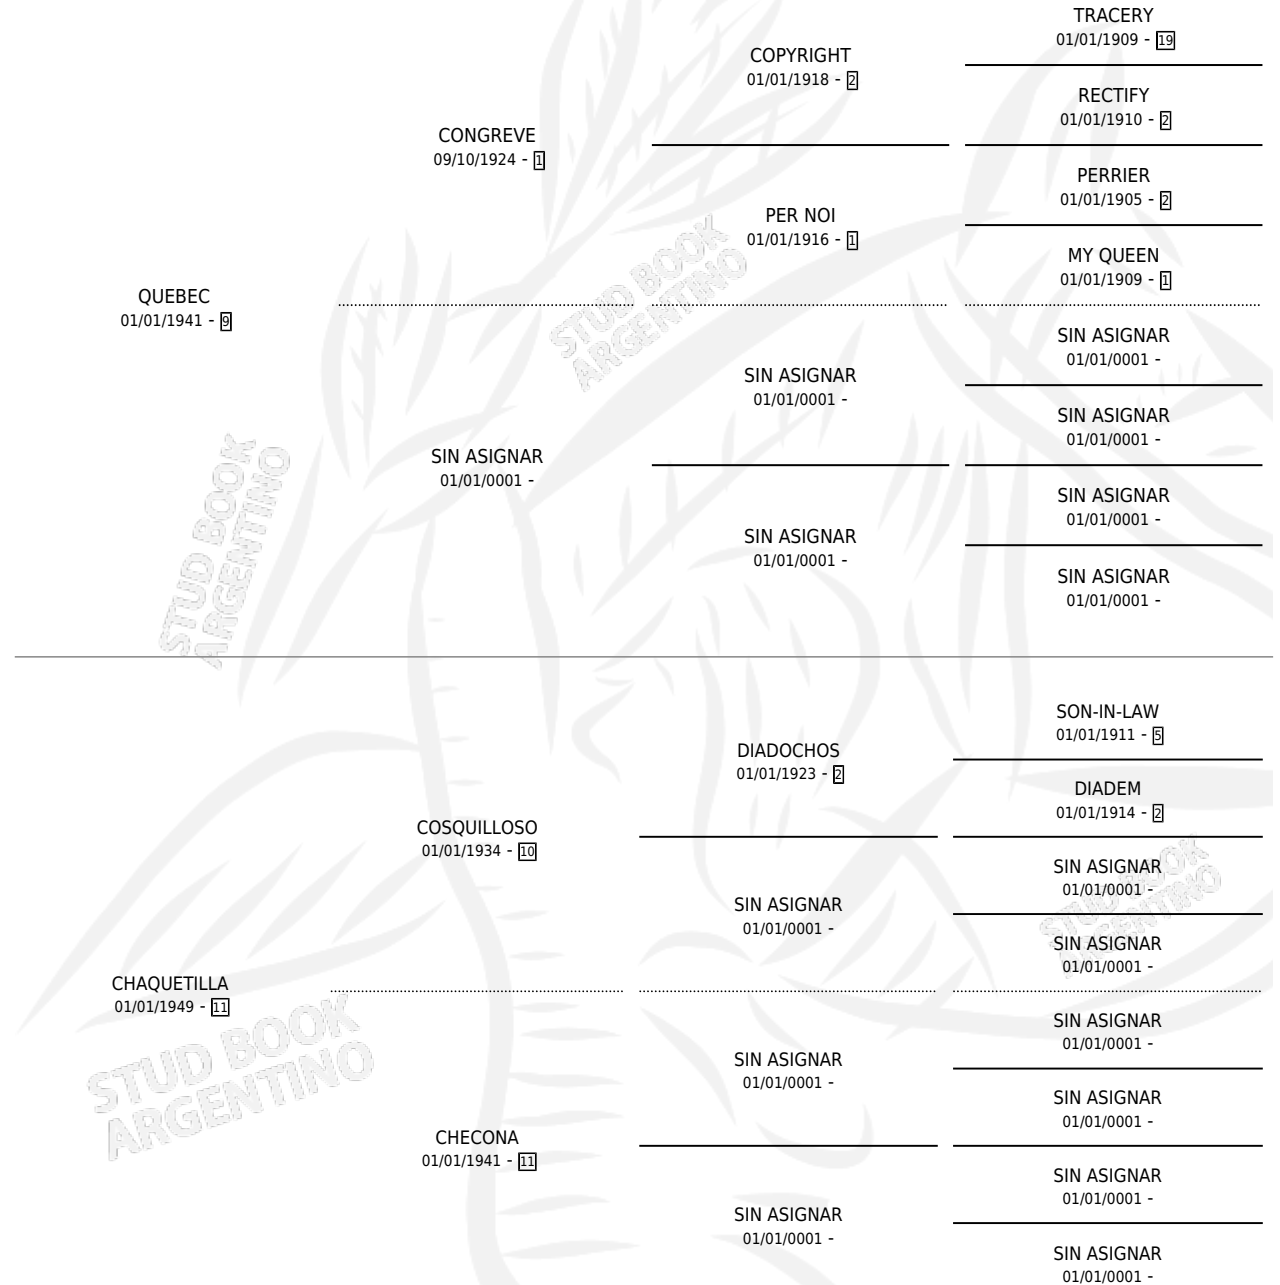 TRACERY
01/01/1909 - 19
COPYRIGHT
01/01/1918 - 2
RECTIFY
01/01/1910 - 2
CONGREVE
09/10/1924 - 1
PERRIER
01/01/1905 - 2
PER NOI
01/01/1916 - 1
MY QUEEN
01/01/1909 - 1
QUEBEC
01/01/1941 - 9
SIN ASIGNAR
01/01/0001 -
SIN ASIGNAR
01/01/0001 -
SIN ASIGNAR
01/01/0001 -
SIN ASIGNAR
01/01/0001 -
SIN ASIGNAR
01/01/0001 -
SIN ASIGNAR
01/01/0001 -
SIN ASIGNAR
01/01/0001 -
STUD BOOK
ARGENTINO
STUD BOOK
ARGENTINO
SON-IN-LAW
01/01/1911 - 5
DIADOCHOS
01/01/1923 - 2
DIADEM
01/01/1914 - 2
COSQUILLOSO
01/01/1934 - 10
SIN ASIGNAR
01/01/0001 -
SIN ASIGNAR
01/01/0001 -
SIN ASIGNAR
01/01/0001 -
CHAQUETILLA
01/01/1949 - 11
SIN ASIGNAR
01/01/0001 -
SIN ASIGNAR
01/01/0001 -
SIN ASIGNAR
01/01/0001 -
CHECONA
01/01/1941 - 11
SIN ASIGNAR
01/01/0001 -
SIN ASIGNAR
01/01/0001 -
SIN ASIGNAR
01/01/0001 -
STUD BOOK
ARGENTINO
STUD BOOK
ARGENTINO